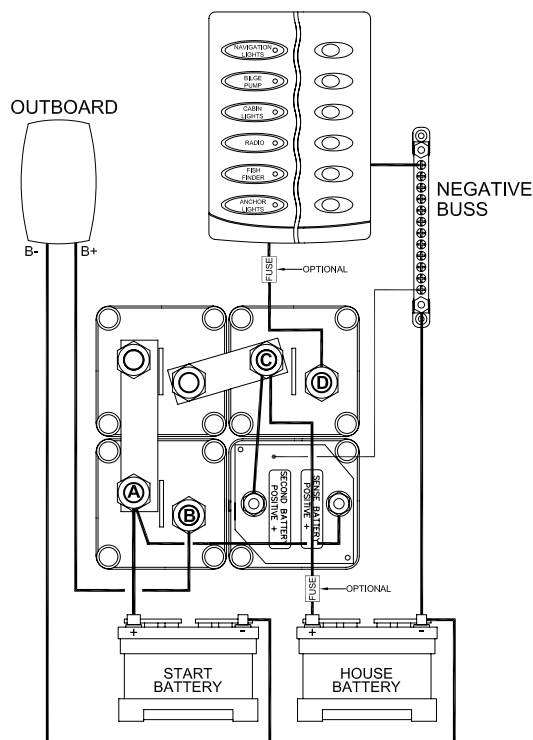 NAVIGATION
LIGHTS
BILGE
PUMP
CABIN
LIGHTS
RADIO
FISH
FINDER
ANCHOR
LIGHTS
OUTBOARD
B-
B+
NEGATIVE
BUSS
FUSE
OPTIONAL
C
D
A
B
SECOND BATTERY
POSITIVE +
SENSE BATTERY
POSITIVE +
FUSE
OPTIONAL
+
-
START
BATTERY
+
-
HOUSE
BATTERY